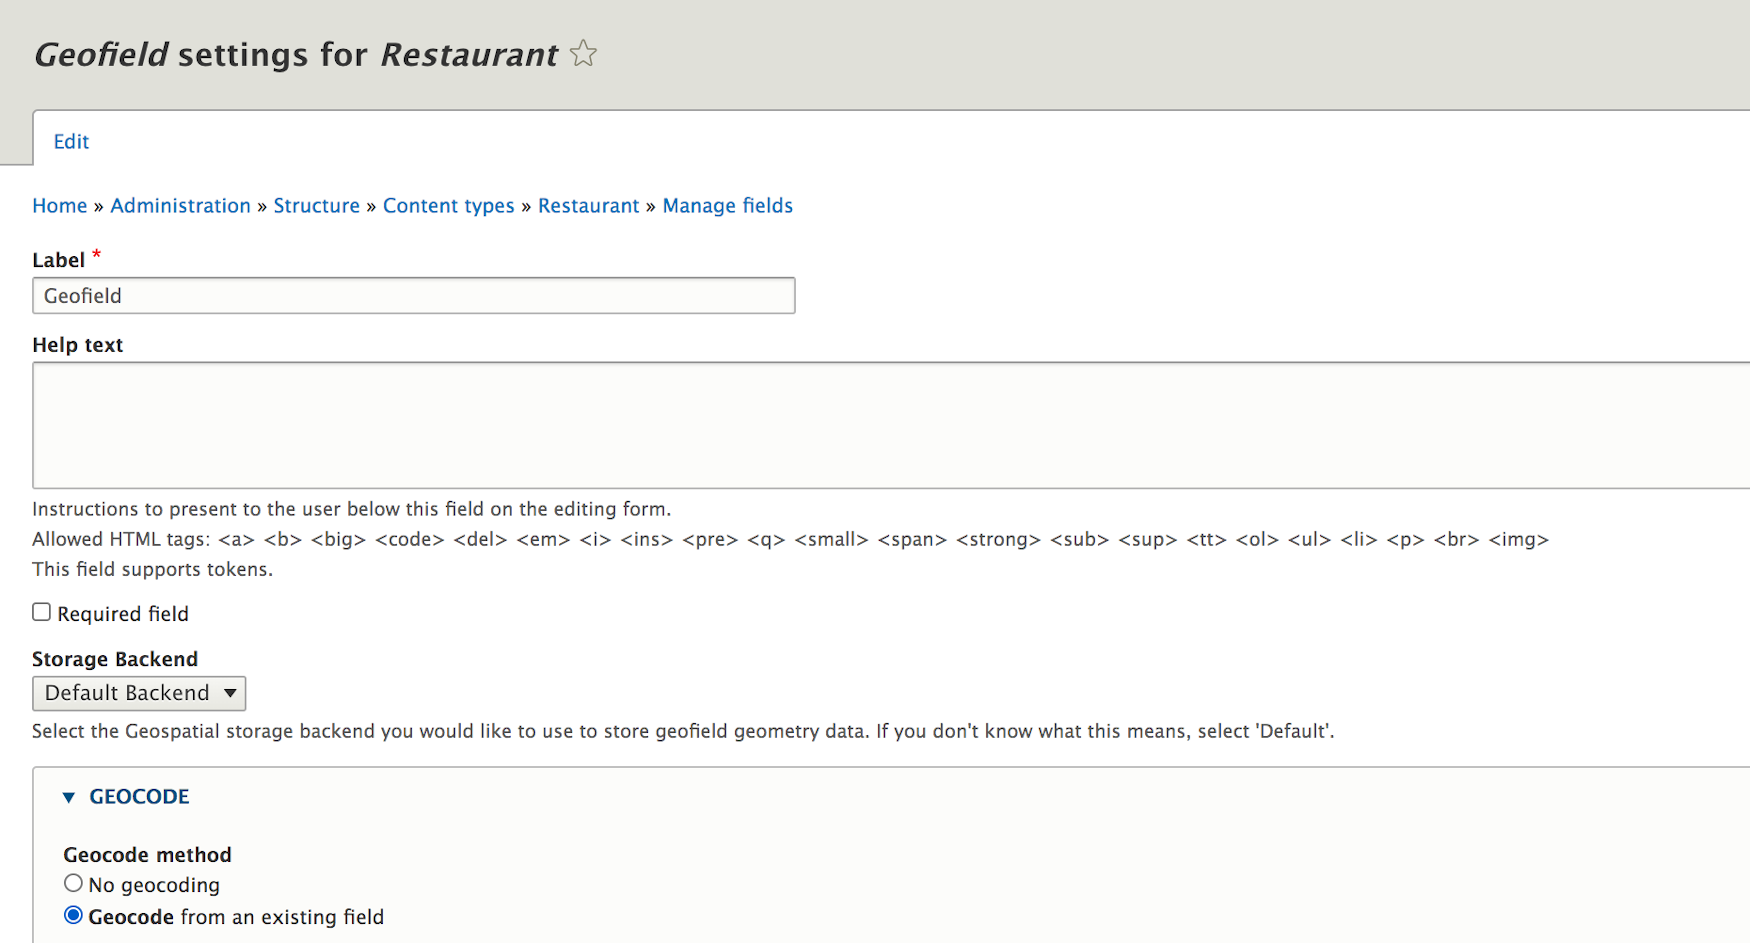 Geofield settings for Restaurant
Edit
Home » Administration » Structure » Content types » Restaurant » Manage fields
Label *
Geofield
Help text
Instructions to present to the user below this field on the editing form.
Allowed HTML tags: <a> <b> <big> <code> <del> <em> <i> <ins> <pre> <q> <small> <span> <strong> <sub> <sup> <tt> <ol> <ul> <li> <p> <br> <img>
This field supports tokens.
Required field
Storage Backend
Default Backend
Select the Geospatial storage backend you would like to use to store geofield geometry data. If you don't know what this means, select 'Default'.
GEOCODE
Geocode method
No geocoding
Geocode from an existing field